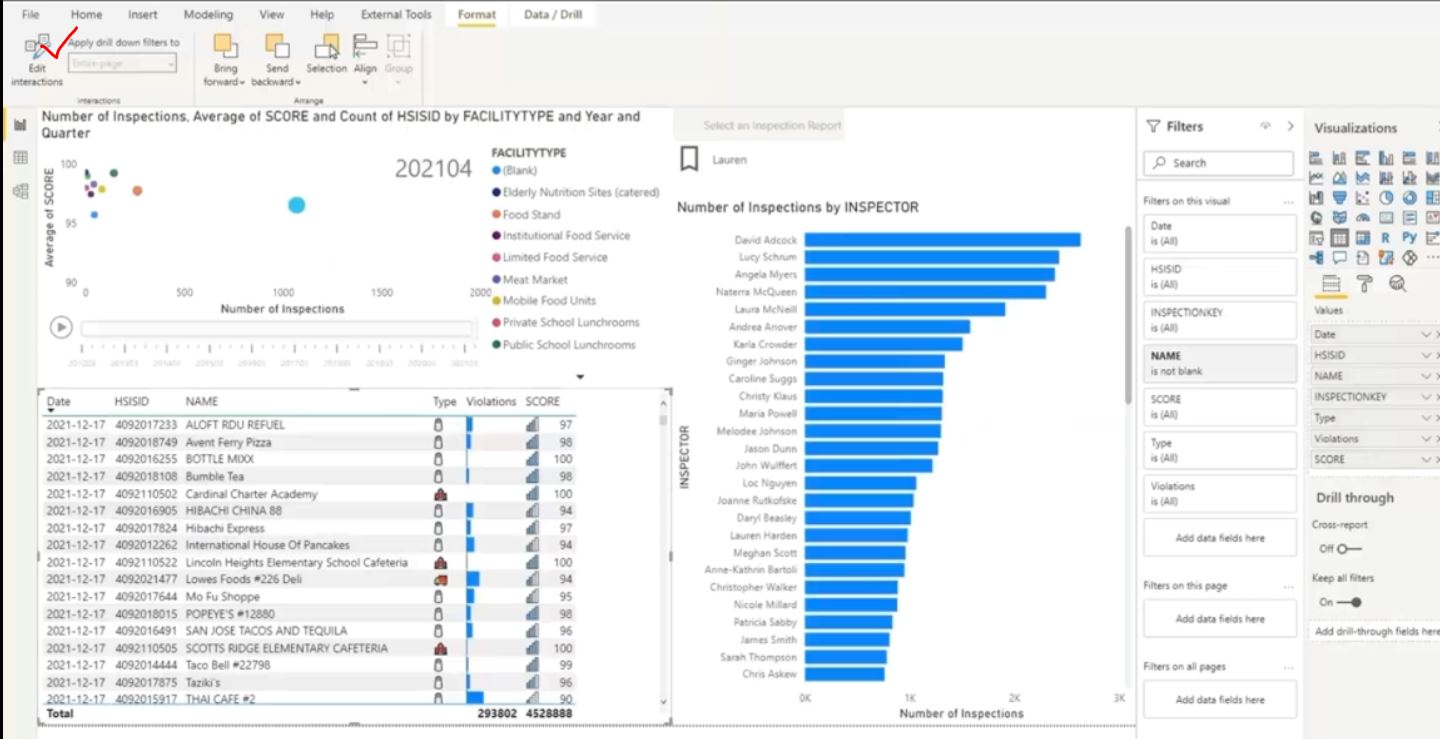 File Home Insert Modeling View Help External Tools Format Data / Drill
Apply drill down filters to
Entire page
Edit interactions
Bring forward
Send backward
Selection
Align
Group
Interactions
Arrange
Number of Inspections, Average of SCORE and Count of HSISID by FACILITYTYPE and Year and
Quarter
202104
Average of SCORE
100
95
90
0 500 1000 1500 2000
Number of Inspections
FACILITYTYPE
(Blank)
Elderly Nutrition Sites (catered)
Food Stand
Institutional Food Service
Limited Food Service
Meat Market
Mobile Food Units
Private School Lunchrooms
Public School Lunchrooms
Date HSISID NAME Type Violations SCORE
2021-12-17 4092017233 ALOFT RDU REFUEL 97
2021-12-17 4092018749 Avent Ferry Pizza 98
2021-12-17 4092016255 BOTTLE MIXX 100
2021-12-17 4092018108 Bumble Tea 98
2021-12-17 4092110502 Cardinal Charter Academy 100
2021-12-17 4092016905 HIBACHI CHINA 88 94
2021-12-17 4092017824 Hibachi Express 97
2021-12-17 4092012262 International House Of Pancakes 94
2021-12-17 4092110522 Lincoln Heights Elementary School Cafeteria 100
2021-12-17 4092021477 Lowes Foods #226 Deli 94
2021-12-17 4092017644 Mo Fu Shoppe 95
2021-12-17 4092018015 POPEYE'S #12880 98
2021-12-17 4092016491 SAN JOSE TACOS AND TEQUILA 96
2021-12-17 4092110505 SCOTTS RIDGE ELEMENTARY CAFETERIA 100
2021-12-17 4092014444 Taco Bell #22798 99
2021-12-17 4092017875 Taziki's 96
2021-12-17 4092015917 THAI CAFE #2 90
Total 293802 4528888
Select an Inspection Report
Lauren
Number of Inspections by INSPECTOR
INSPECTOR
David Adcock
Lucy Schrum
Angela Myers
Naterra McQueen
Laura McNeill
Andrea Anover
Karla Crowder
Ginger Johnson
Caroline Suggs
Christy Klaus
Maria Powell
Melodee Johnson
Jason Dunn
John Wulffert
Loc Nguyen
Joanne Rutkofske
Daryl Beasley
Lauren Harden
Meghan Scott
Anne-Kathrin Bartoli
Christopher Walker
Nicole Millard
Patricia Sabby
James Smith
Sarah Thompson
Chris Askew
0K 1K 2K 3K
Number of Inspections
Filters
Search
Filters on this visual
Date
is (All)
HSISID
is (All)
INSPECTIONKEY
is (All)
NAME
is not blank
SCORE
is (All)
Type
is (All)
Violations
is (All)
Add data fields here
Filters on this page
Add data fields here
Filters on all pages
Add data fields here
Visualizations
R Py
Values
Date
HSISID
NAME
INSPECTIONKEY
Type
Violations
SCORE
Drill through
Cross-report
Off
Keep all filters
On
Add drill-through fields here